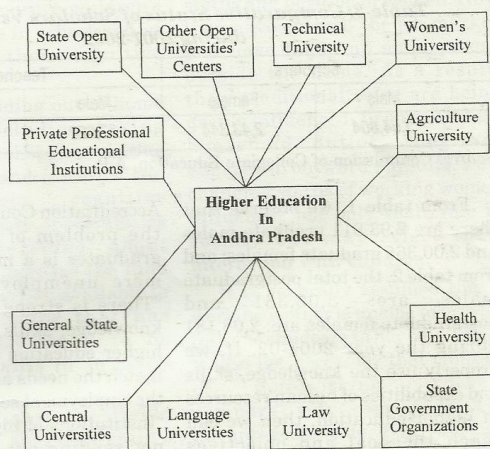 State Open
University
Other Open
Universities'
Centers
Technical
University
Women's
University
Private Professional
Educational
Institutions
Agriculture
University
Higher Education
In
Andhra Pradesh
General State
Universities
Health
University
Central
Universities
Language
Universities
Law
University
State
Government
Organizations